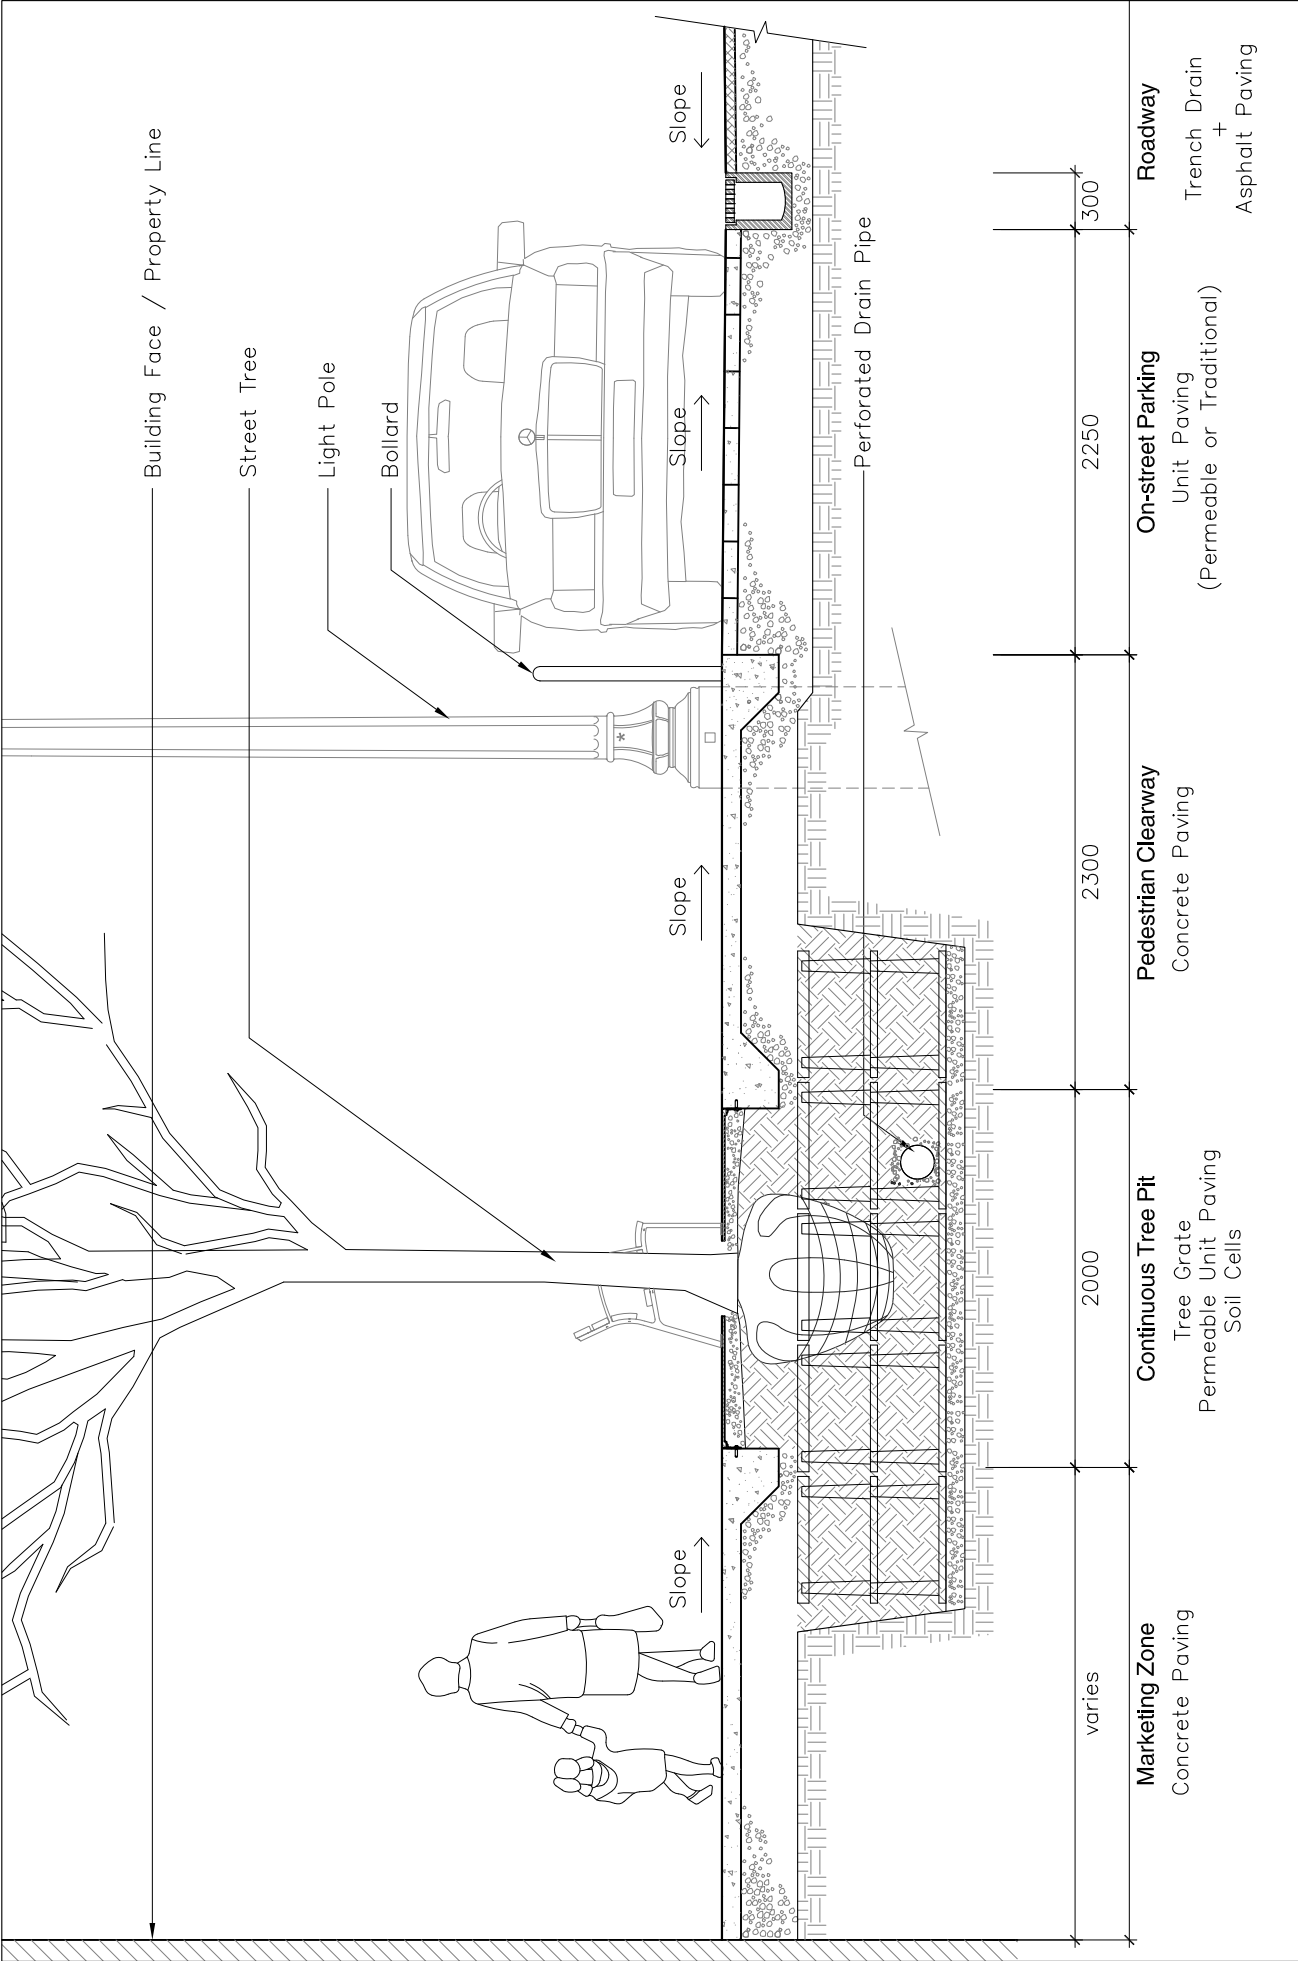 Building Face / Property Line
Street Tree
Light Pole
Bollard
Slope
Slope
Slope
Slope
Perforated Drain Pipe
varies
2000
2300
2250
300
Marketing Zone
Concrete Paving
Continuous Tree Pit
Tree Grate
Permeable Unit Paving
Soil Cells
Pedestrian Clearway
Concrete Paving
On-street Parking
Unit Paving
(Permeable or Traditional)
Roadway
Trench Drain
+
Asphalt Paving